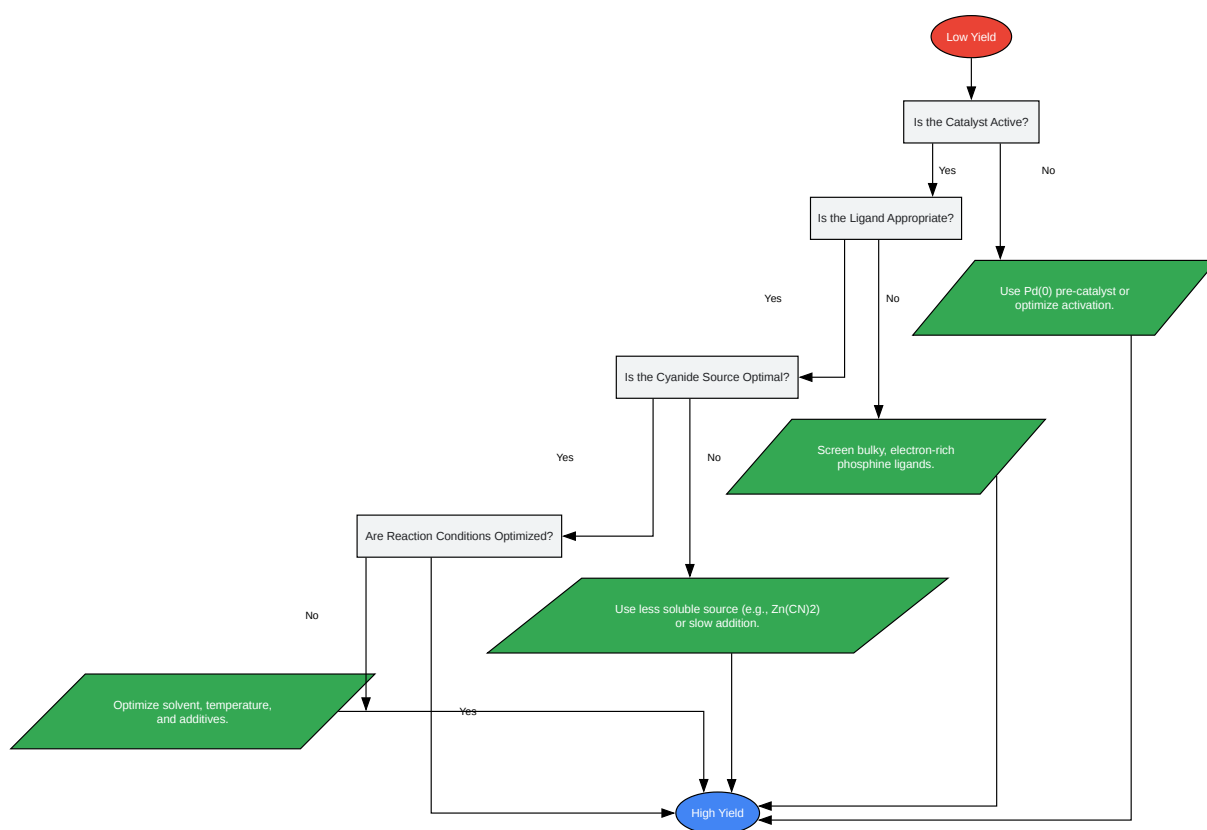 Low Yield
Is the Catalyst Active?
Yes
No
Is the Ligand Appropriate?
Use Pd(0) pre-catalyst or
optimize activation.
Yes
No
Is the Cyanide Source Optimal?
Screen bulky, electron-rich
phosphine ligands.
Yes
No
Are Reaction Conditions Optimized?
Use less soluble source (e.g., Zn(CN)2)
or slow addition.
No
Optimize solvent, temperature,
and additives.
Yes
High Yield